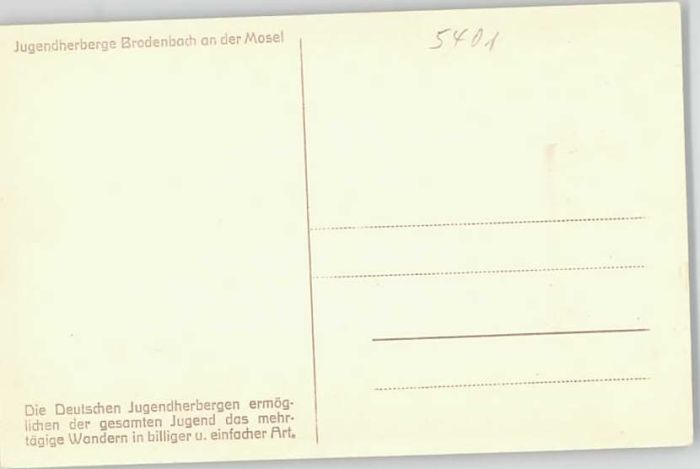 Jugendherberge Brodenbach an der Mosel
5401
Die Deutschen Jugendherbergen ermög-
lichen der gesamten Jugend das mehr-
tägige Wandern in billiger u. einfacher Art.